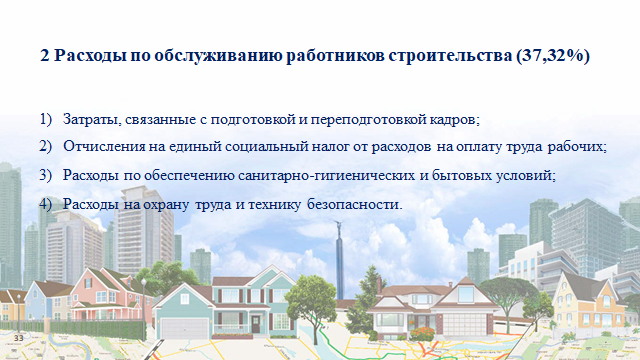 2 Расходы по обслуживанию работников строительства (37,32%)
1) Затраты, связанные с подготовкой и переподготовкой кадров;
2) Отчисления на единый социальный налог от расходов на оплату труда рабочих;
3) Расходы по обеспечению санитарно-гигиенических и бытовых условий;
4) Расходы на охрану труда и технику безопасности.
33